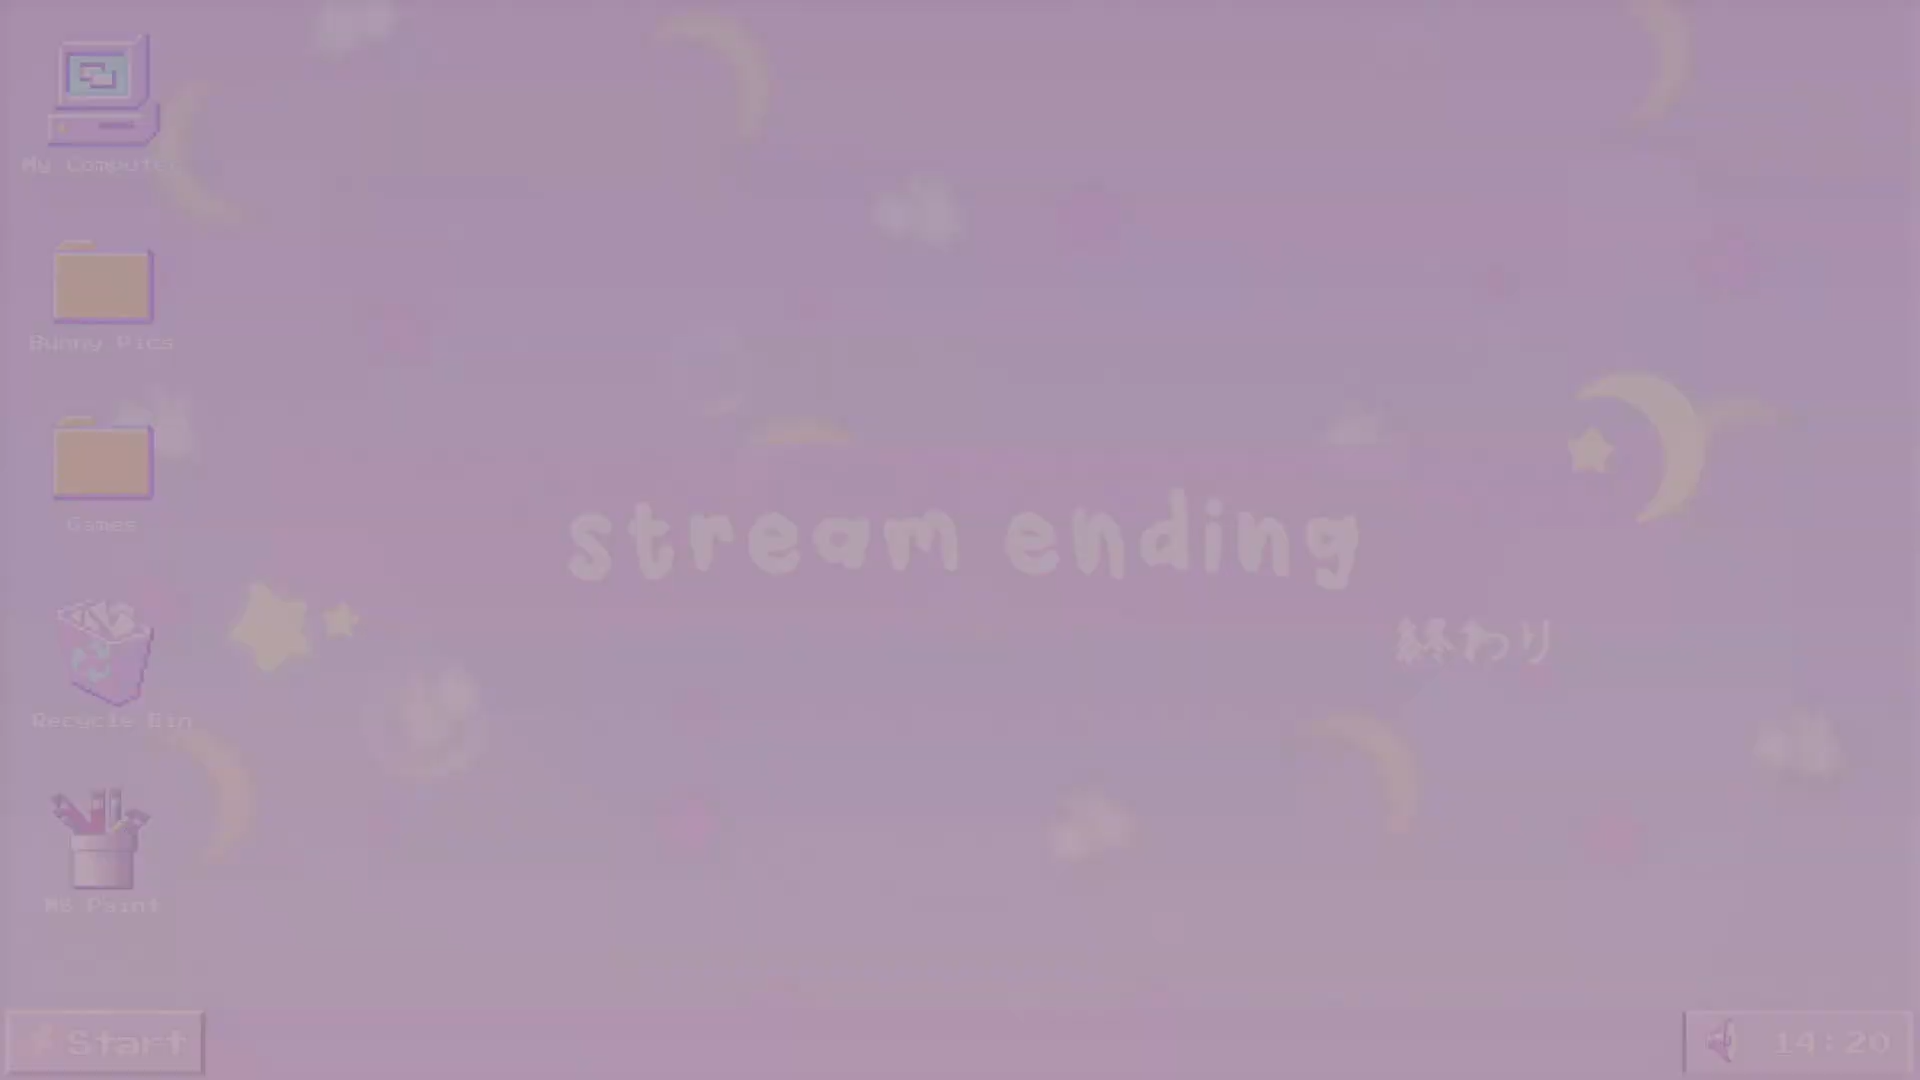 My Computer
Bunny Pics
Games
stream ending
終わり
Recycle Bin
MS Paint
Start
14:20